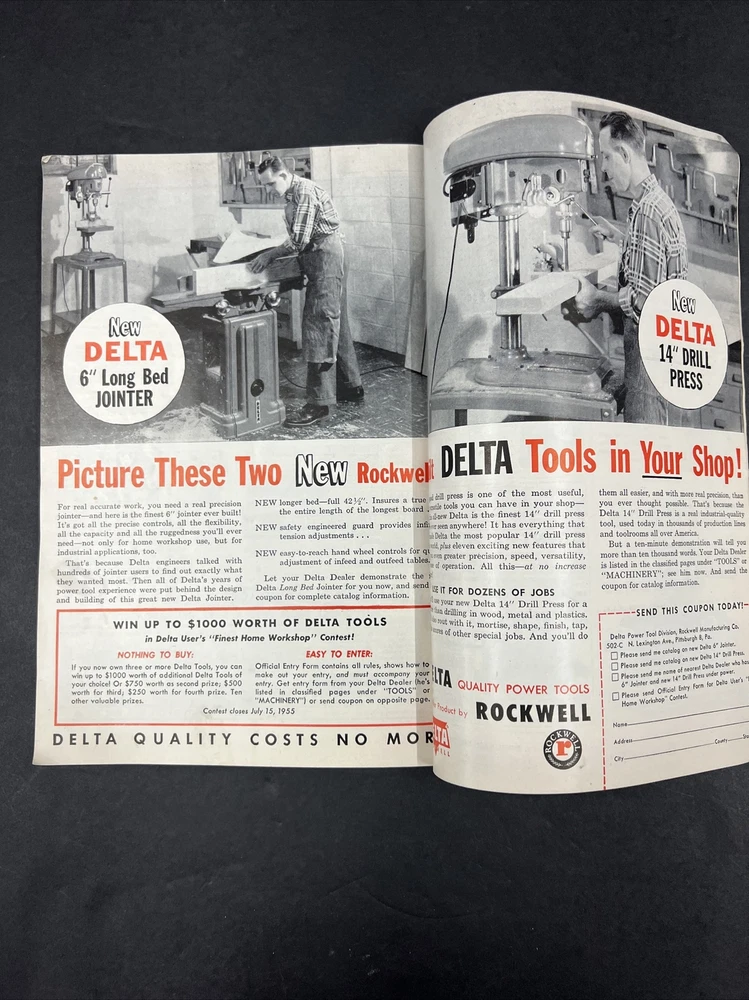 New
DELTA
6" Long Bed
JOINTER
New
DELTA
14" DRILL
PRESS
Picture These Two New Rockwell
DELTA Tools in Your Shop!
For real accurate work, you need a real precision
jointer—and here is the finest 6" jointer ever built!
It's got all the precise controls, all the flexibility,
all the capacity and all the ruggedness you'll ever
need—not only for home workshop use, but for
industrial applications, too.
That's because Delta engineers talked with
hundreds of jointer users to find out exactly what
they wanted most. Then all of Delta's years of
power tool experience were put behind the design
and building of this great new Delta Jointer.
NEW longer bed—full 42½". Insures a true
the entire length of the longest board
NEW safety engineered guard provides
tension adjustments . . .
NEW easy-to-reach hand wheel controls for
adjustment of infeed and outfeed tables.
Let your Delta Dealer demonstrate the
Delta Long Bed Jointer for you now, and send
coupon for complete catalog information.
WIN UP TO $1000 WORTH OF DELTA TOOLS
in Delta User's "Finest Home Workshop" Contest!
NOTHING TO BUY:
If you now own three or more Delta Tools, you can
win up to $1000 worth of additional Delta Tools of
your choice! Or $750 worth as second prize; $500
worth for third; $250 worth for fourth prize. Ten
other valuable prizes.
EASY TO ENTER:
Official Entry Form contains all rules, shows how to
make out your entry, and must accompany your
entry. Get entry form from your Delta Dealer (he's
listed in classified pages under "TOOLS" or
"MACHINERY") or send coupon on opposite page.
Contest closes July 15, 1955
DELTA QUALITY COSTS NO MOR
drill press is one of the most useful,
tools you can have in your shop—
new Delta is the finest 14" drill press
seen anywhere! It has everything that
Delta the most popular 14" drill press
plus eleven exciting new features that
greater precision, speed, versatility,
of operation. All this—at no increase
IT FOR DOZENS OF JOBS
your new Delta 14" Drill Press for a
than drilling in wood, metal and plastics.
rout with it, mortise, shape, finish, tap,
of other special jobs. And you'll do
them all easier, and with more real precision, than
you ever thought possible. That's because the
Delta 14" Drill Press is a real industrial-quality
tool, used today in thousands of production lines
and toolrooms all over America.
But a ten-minute demonstration will tell you
more than ten thousand words. Your Delta Dealer
is listed in the classified pages under "TOOLS" or
"MACHINERY"; see him now. And send the
coupon for catalog information.
LTA QUALITY POWER TOOLS
Product by ROCKWELL
LTA
ROCKWELL
r
SEND THIS COUPON TODAY!
Delta Power Tool Division, Rockwell Manufacturing Co.
502-C N. Lexington Ave., Pittsburgh 8, Pa.
Please send me catalog on new Delta 6" Jointer.
Please send me catalog on new Delta 14" Drill Press.
Please send me name of nearest Delta Dealer who has
6" Jointer and new 14" Drill Press under power.
Please send Official Entry Form for Delta User's
Home Workshop" Contest.
Name
Address
County
City